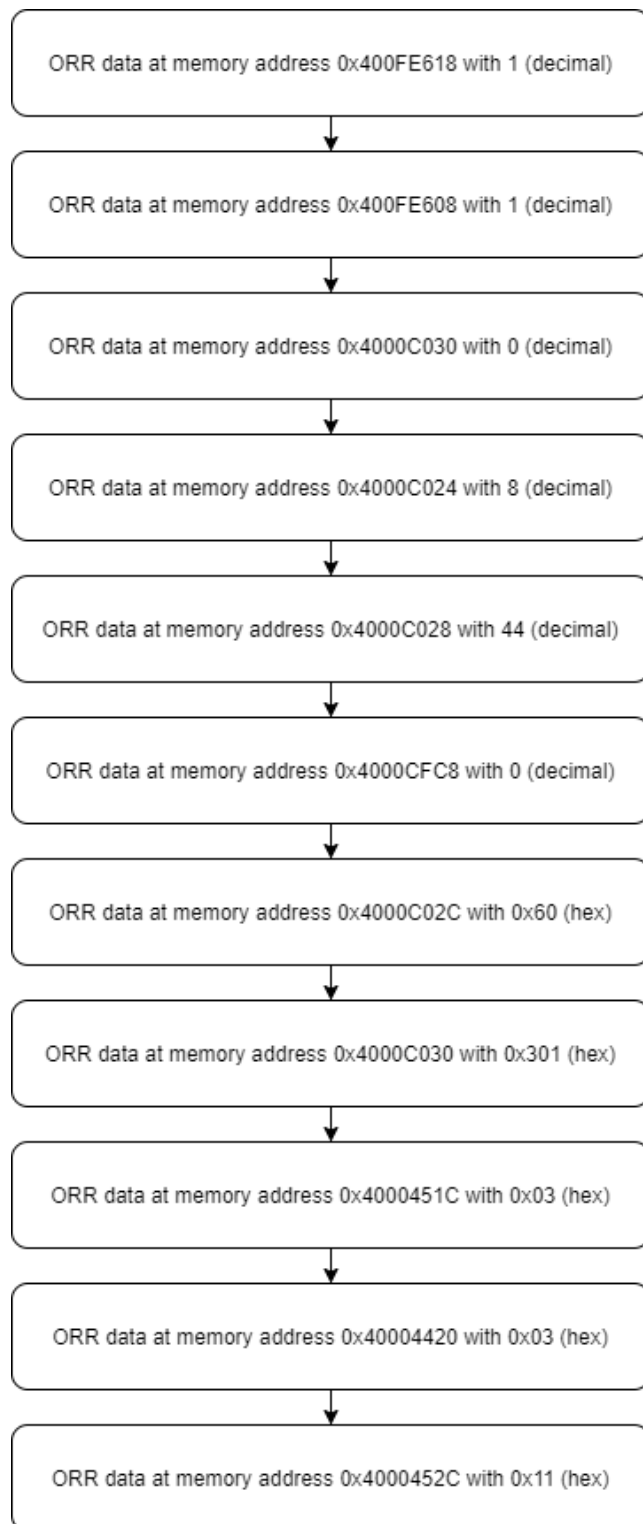 ORR data at memory address 0x400FE618 with 1 (decimal)
ORR data at memory address 0x400FE608 with 1 (decimal)
ORR data at memory address 0x4000C030 with 0 (decimal)
ORR data at memory address 0x4000C024 with 8 (decimal)
ORR data at memory address 0x4000C028 with 44 (decimal)
ORR data at memory address 0x4000CFC8 with 0 (decimal)
ORR data at memory address 0x4000C02C with 0x60 (hex)
ORR data at memory address 0x4000C030 with 0x301 (hex)
ORR data at memory address 0x4000451C with 0x03 (hex)
ORR data at memory address 0x40004420 with 0x03 (hex)
ORR data at memory address 0x4000452C with 0x11 (hex)